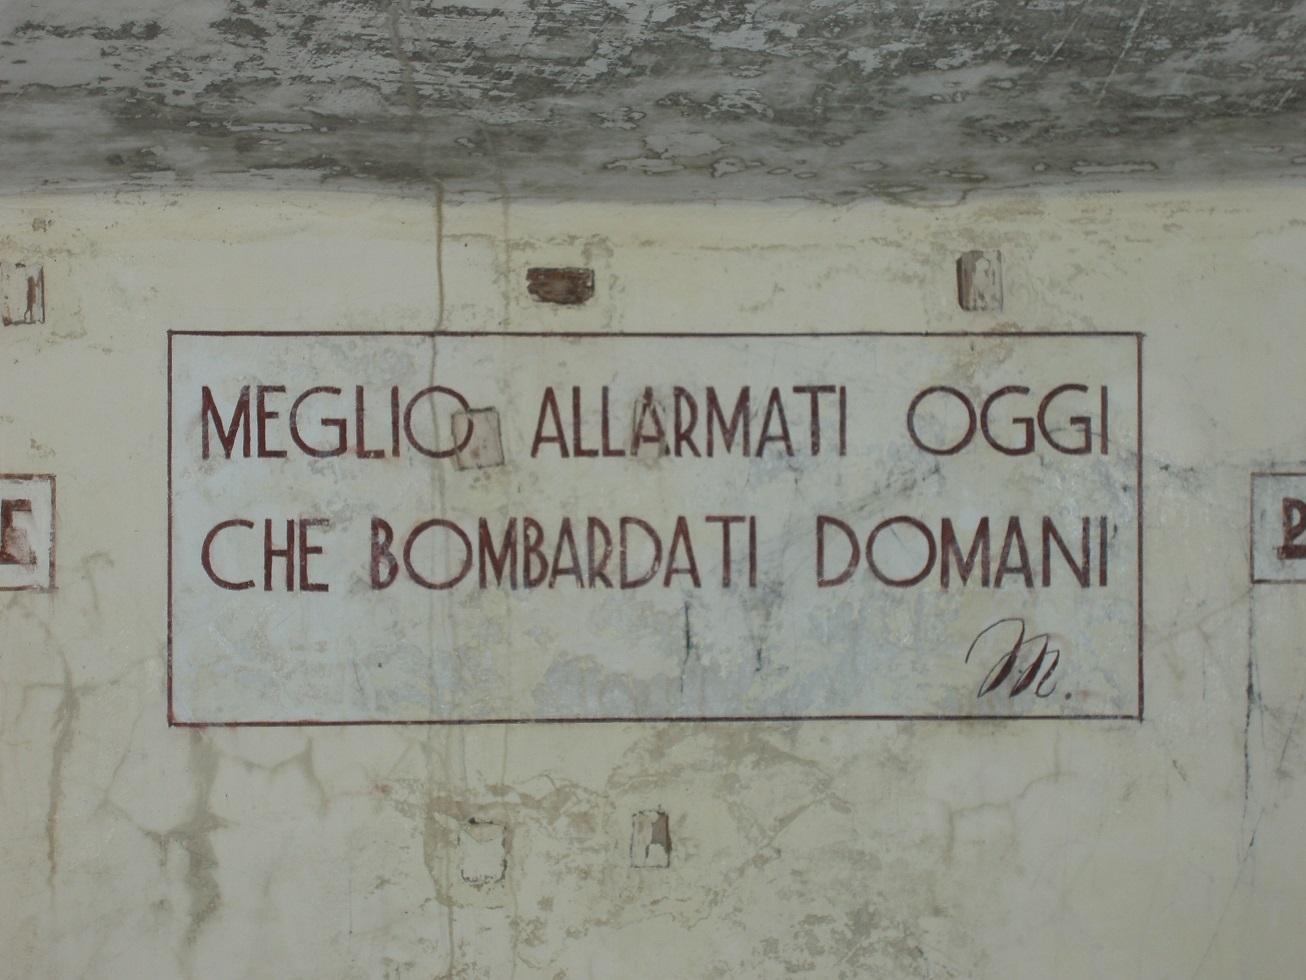 MEGLIO ALLARMATI OGGI
CHE BOMBARDATI DOMANI
M.